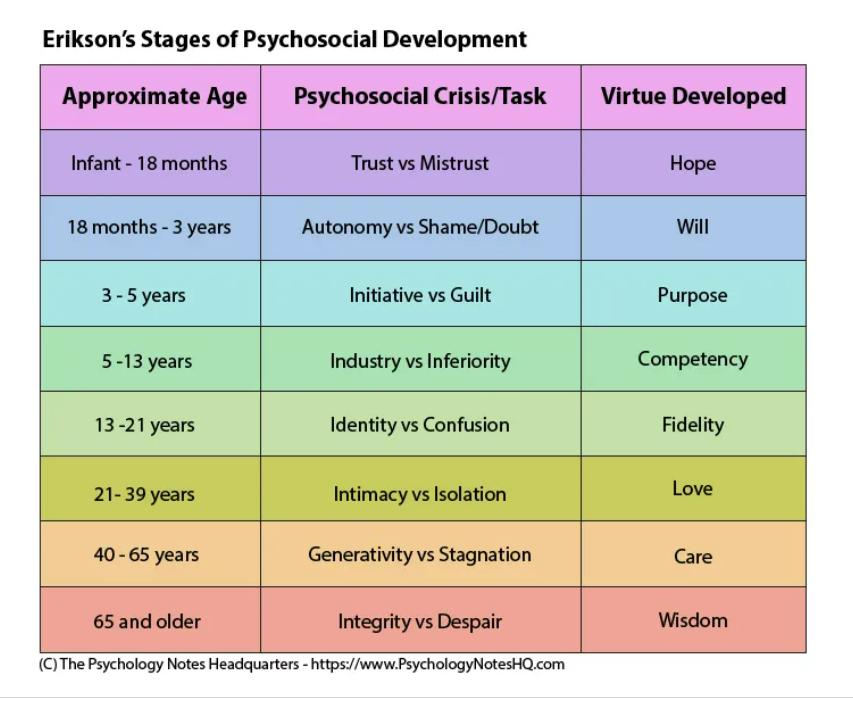 Erikson's Stages of Psychosocial Development
Approximate Age Psychosocial Crisis/Task Virtue Developed
Infant - 18 months Trust vs Mistrust Hope
18 months - 3 years Autonomy vs Shame/Doubt Will
3 - 5 years Initiative vs Guilt Purpose
5 -13 years Industry vs Inferiority Competency
13 -21 years Identity vs Confusion Fidelity
21- 39 years Intimacy vs Isolation Love
40 - 65 years Generativity vs Stagnation Care
65 and older Integrity vs Despair Wisdom
(C) The Psychology Notes Headquarters - https://www.PsychologyNotesHQ.com